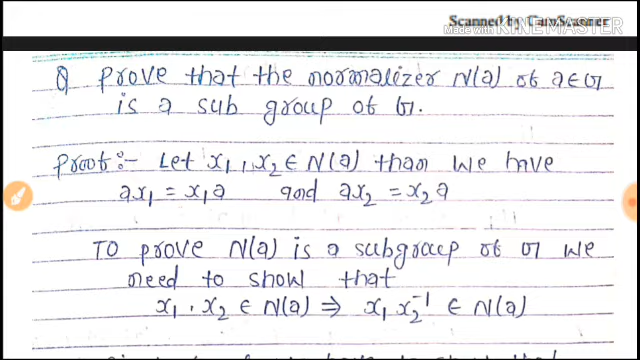 Scanned by CamScanner
Made with KINEMASTER
Q Prove that the normalizer N(a) of a∈G
is a sub group of G.
Proof:- Let x₁, x₂ ∈ N(a) than we have
ax₁ = x₁a and ax₂ = x₂a
To prove N(a) is a subgroup of G we
need to show that
x₁, x₂ ∈ N(a) ⇒ x₁ x₂⁻¹ ∈ N(a)